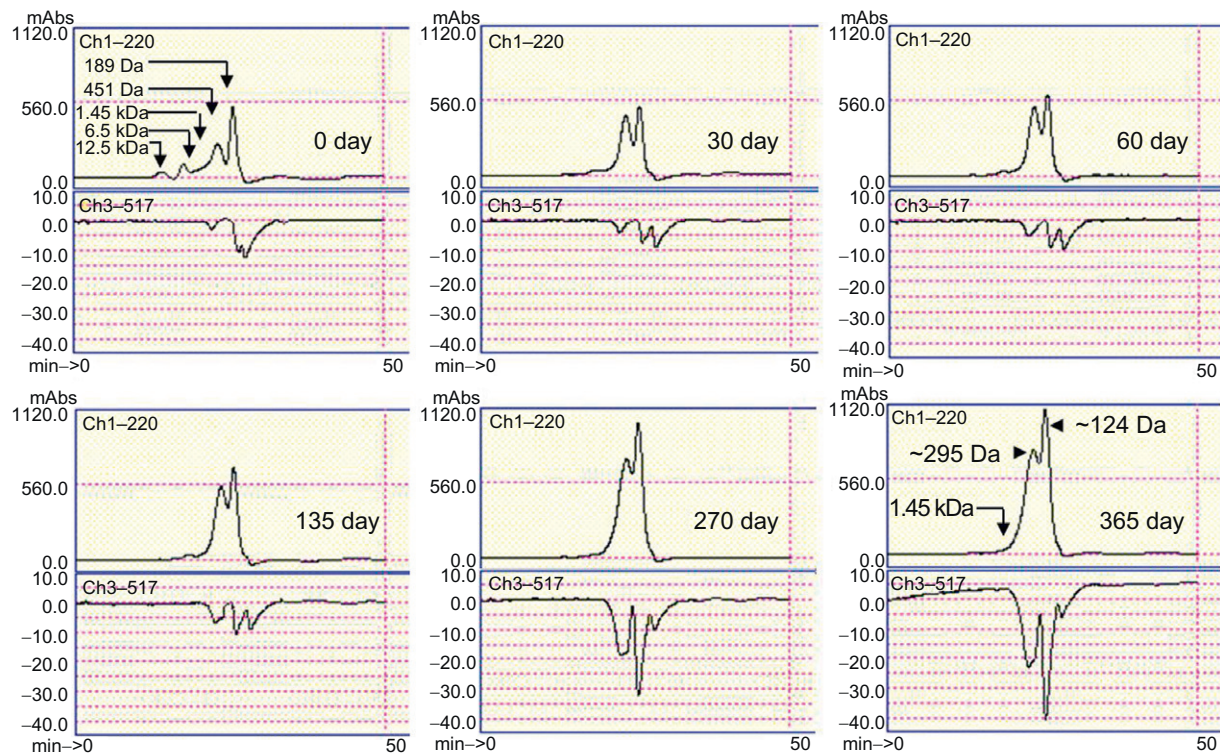 mAbs
1120.0
Ch1–220
189 Da
451 Da
560.0
1.45 kDa
6.5 kDa
12.5 kDa
0 day
0.0
10.0
Ch3–517
0.0
–10.0
–20.0
–30.0
–40.0
min–>0 50
mAbs
1120.0
Ch1–220
560.0
30 day
0.0
10.0
Ch3–517
0.0
–10.0
–20.0
–30.0
–40.0
min–>0 50
mAbs
1120.0
Ch1–220
560.0
60 day
0.0
10.0
Ch3–517
0.0
–10.0
–20.0
–30.0
–40.0
min–>0 50
mAbs
1120.0
Ch1–220
560.0
135 day
0.0
10.0
Ch3–517
0.0
–10.0
–20.0
–30.0
–40.0
min–>0 50
mAbs
1120.0
Ch1–220
560.0
270 day
0.0
10.0
Ch3–517
0.0
–10.0
–20.0
–30.0
–40.0
min–>0 50
mAbs
1120.0
Ch1–220
~124 Da
~295 Da
560.0
1.45 kDa
365 day
0.0
10.0
Ch3–517
0.0
–10.0
–20.0
–30.0
–40.0
min–>0 50